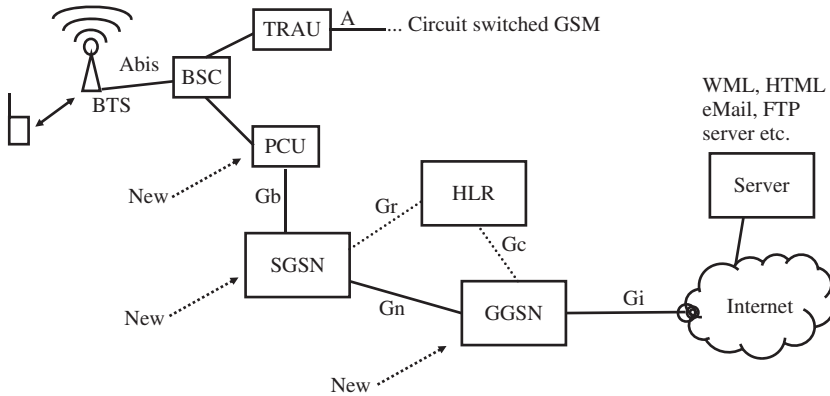 A
TRAU
... Circuit switched GSM
Abis
BSC
BTS
WML, HTML
eMail, FTP
server etc.
PCU
New
Gb
Gr
HLR
Server
Gc
SGSN
New
Gn
GGSN
Gi
Internet
New